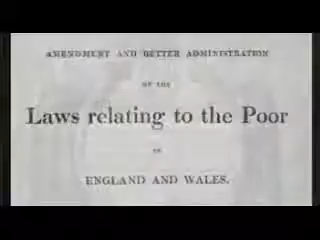 AMENDMENT AND BETTER ADMINISTRATION
OF THE
Laws relating to the Poor
IN
ENGLAND AND WALES.